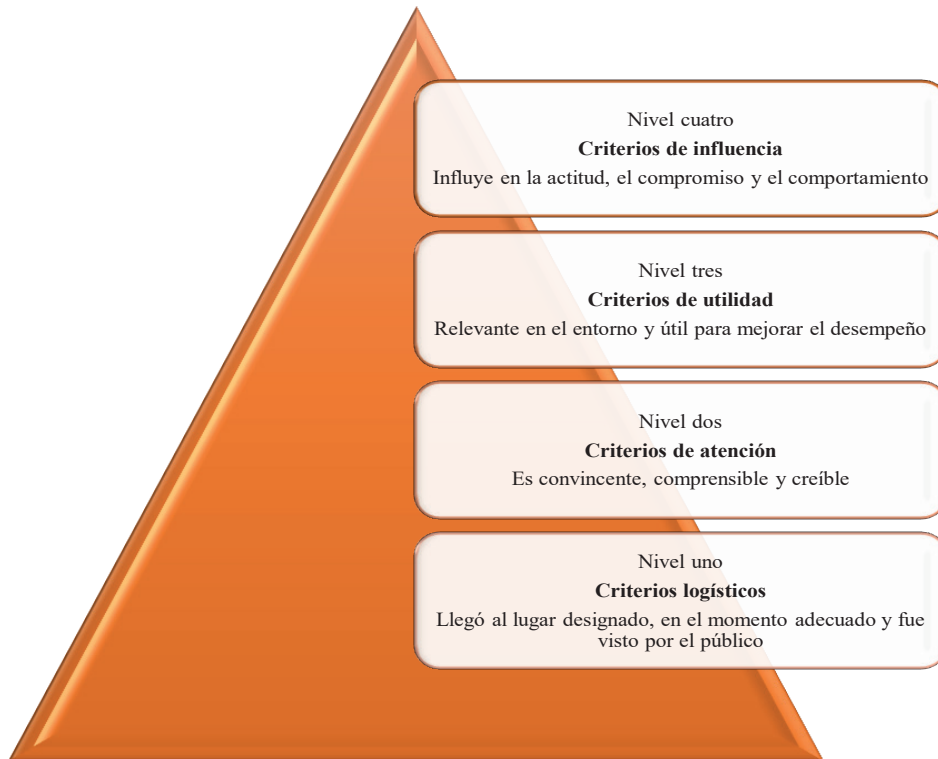 Nivel cuatro
Criterios de influencia
Influye en la actitud, el compromiso y el comportamiento
Nivel tres
Criterios de utilidad
Relevante en el entorno y útil para mejorar el desempeño
Nivel dos
Criterios de atención
Es convincente, comprensible y creíble
Nivel uno
Criterios logísticos
Llegó al lugar designado, en el momento adecuado y fue
visto por el público